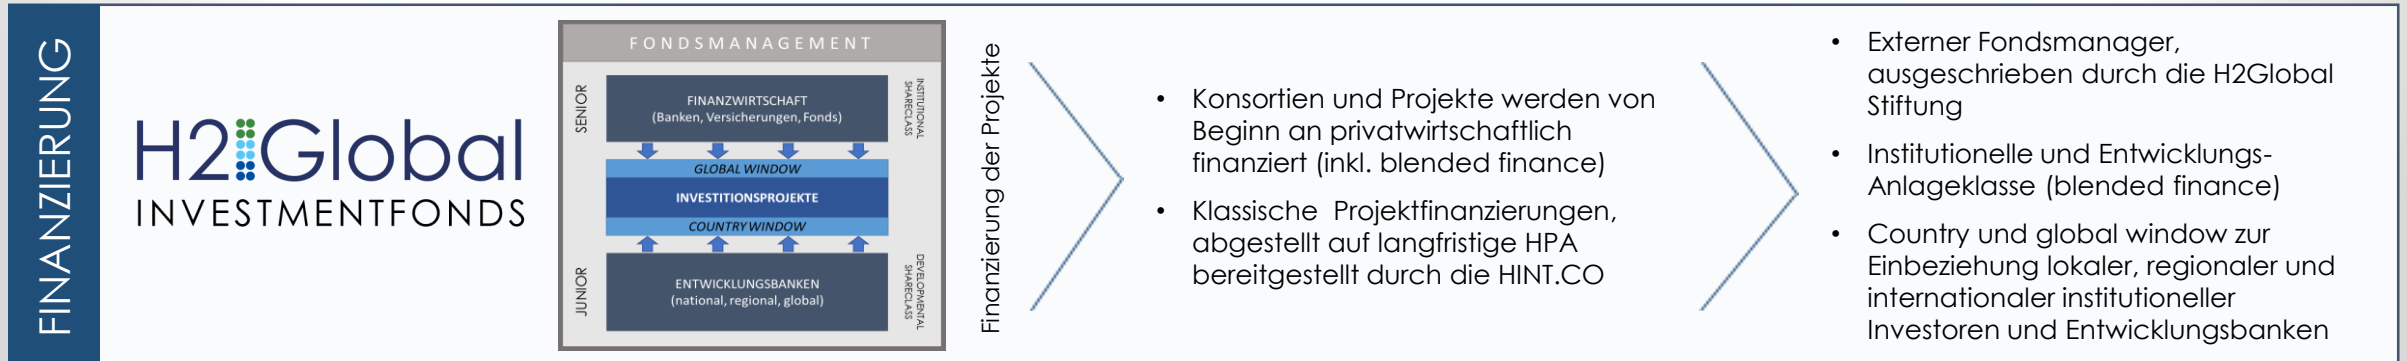 FINANZIERUNG
H2Global
INVESTMENTFONDS
FONDSMANAGEMENT
SENIOR
FINANZWIRTSCHAFT
(Banken, Versicherungen, Fonds)
INSTITUTIONAL
SHARECLASS
GLOBAL WINDOW
INVESTITIONSPROJEKTE
COUNTRY WINDOW
JUNIOR
ENTWICKLUNGSBANKEN
(national, regional, global)
DEVELOPMENTAL
SHARECLASS
Finanzierung der Projekte
• Konsortien und Projekte werden von
Beginn an privatwirtschaftlich
finanziert (inkl. blended finance)
• Klassische Projektfinanzierungen,
abgestellt auf langfristige HPA
bereitgestellt durch die HINT.CO
• Externer Fondsmanager,
ausgeschrieben durch die H2Global
Stiftung
• Institutionelle und Entwicklungs-
Anlageklasse (blended finance)
• Country und global window zur
Einbeziehung lokaler, regionaler und
internationaler institutioneller
Investoren und Entwicklungsbanken